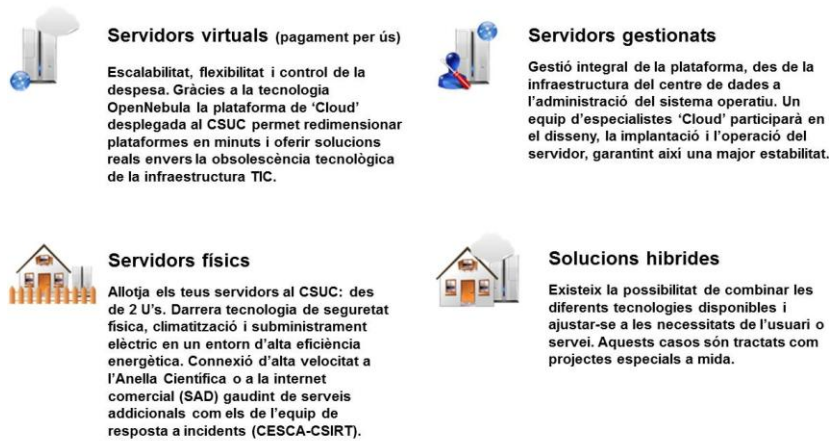 Servidors virtuals (pagament per ús)
Escalabilitat, flexibilitat i control de la
despesa. Gràcies a la tecnologia
OpenNebula la plataforma de ‘Cloud’
desplegada al CSUC permet redimensionar
plataformes en minuts i oferir solucions
reals envers la obsolescència tecnològica
de la infraestructura TIC.
Servidors gestionats
Gestió integral de la plataforma, des de la
infraestructura del centre de dades a
l’administració del sistema operatiu. Un
equip d’especialistes ‘Cloud’ participarà en
el disseny, la implantació i l’operació del
servidor, garantint així una major estabilitat.
Servidors físics
Allotja els teus servidors al CSUC: des
de 2 U’s. Darrera tecnologia de seguretat
física, climatització i subministrament
elèctric en un entorn d’alta eficiència
energètica. Connexió d’alta velocitat a
l’Anella Científica o a la internet
comercial (SAD) gaudint de serveis
addicionals com els de l’equip de
resposta a incidents (CESCA-CSIRT).
Solucions hibrides
Existeix la possibilitat de combinar les
diferents tecnologies disponibles i
ajustar-se a les necessitats de l’usuari o
servei. Aquests casos són tractats com
projectes especials a mida.